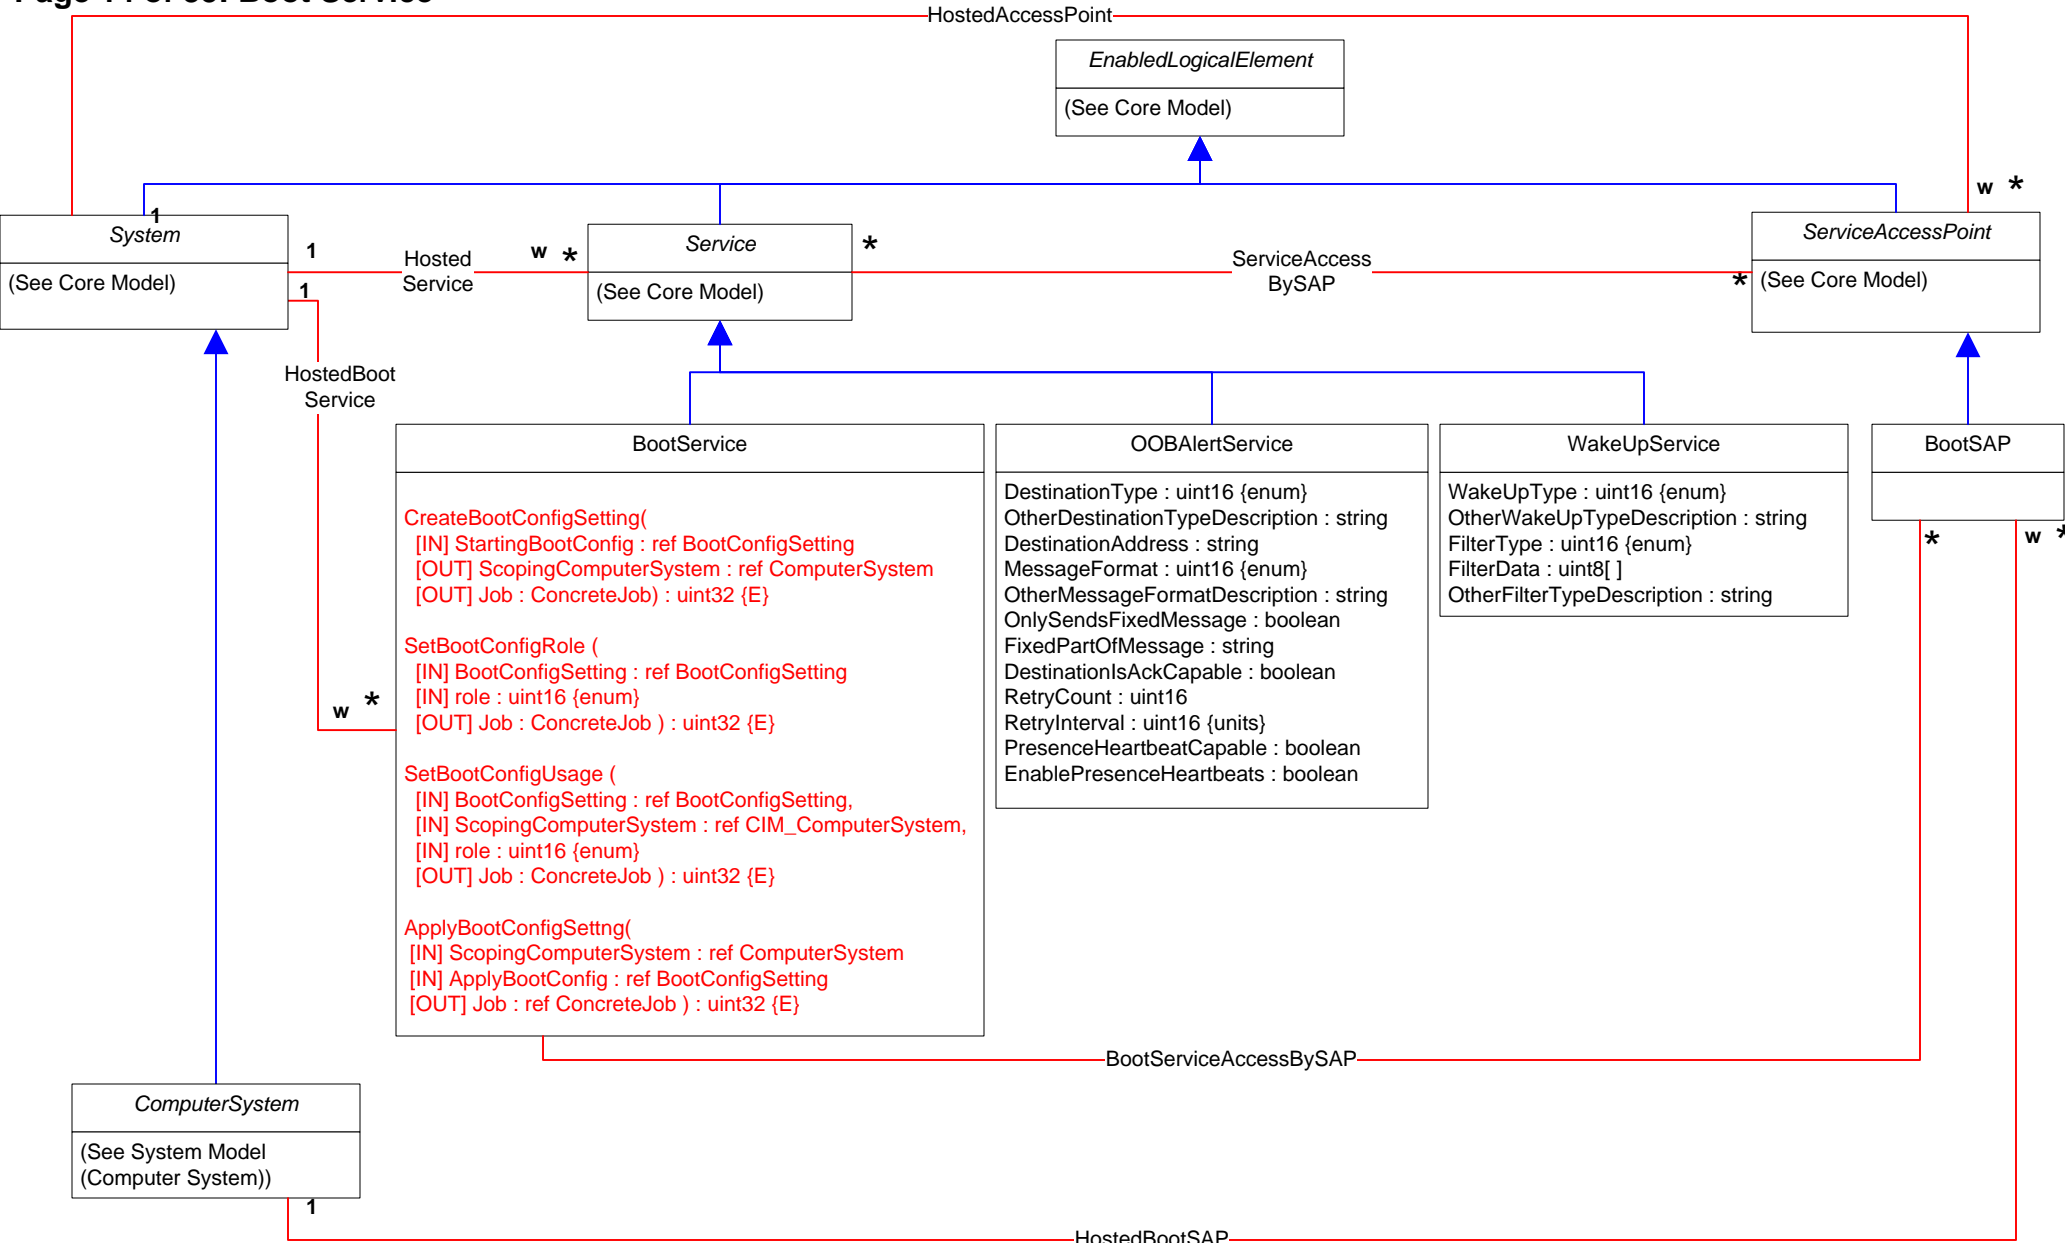 HostedAccessPoint
EnabledLogicalElement
(See Core Model)
w *
1
System
(See Core Model)
1
Hosted
Service
w *
Service
(See Core Model)
*
ServiceAccess
BySAP
*
ServiceAccessPoint
(See Core Model)
1
HostedBoot
Service
w *
BootService
CreateBootConfigSetting(
[IN] StartingBootConfig : ref BootConfigSetting
[OUT] ScopingComputerSystem : ref ComputerSystem
[OUT] Job : ConcreteJob) : uint32 {E}
SetBootConfigRole (
[IN] BootConfigSetting : ref BootConfigSetting
[IN] role : uint16 {enum}
[OUT] Job : ConcreteJob ) : uint32 {E}
SetBootConfigUsage (
[IN] BootConfigSetting : ref BootConfigSetting,
[IN] ScopingComputerSystem : ref CIM_ComputerSystem,
[IN] role : uint16 {enum}
[OUT] Job : ConcreteJob ) : uint32 {E}
ApplyBootConfigSettng(
[IN] ScopingComputerSystem : ref ComputerSystem
[IN] ApplyBootConfig : ref BootConfigSetting
[OUT] Job : ref ConcreteJob ) : uint32 {E}
OOBAlertService
DestinationType : uint16 {enum}
OtherDestinationTypeDescription : string
DestinationAddress : string
MessageFormat : uint16 {enum}
OtherMessageFormatDescription : string
OnlySendsFixedMessage : boolean
FixedPartOfMessage : string
DestinationIsAckCapable : boolean
RetryCount : uint16
RetryInterval : uint16 {units}
PresenceHeartbeatCapable : boolean
EnablePresenceHeartbeats : boolean
WakeUpService
WakeUpType : uint16 {enum}
OtherWakeUpTypeDescription : string
FilterType : uint16 {enum}
FilterData : uint8[ ]
OtherFilterTypeDescription : string
BootSAP
*
w *
BootServiceAccessBySAP
ComputerSystem
(See System Model
(Computer System))
1
HostedBootSAP